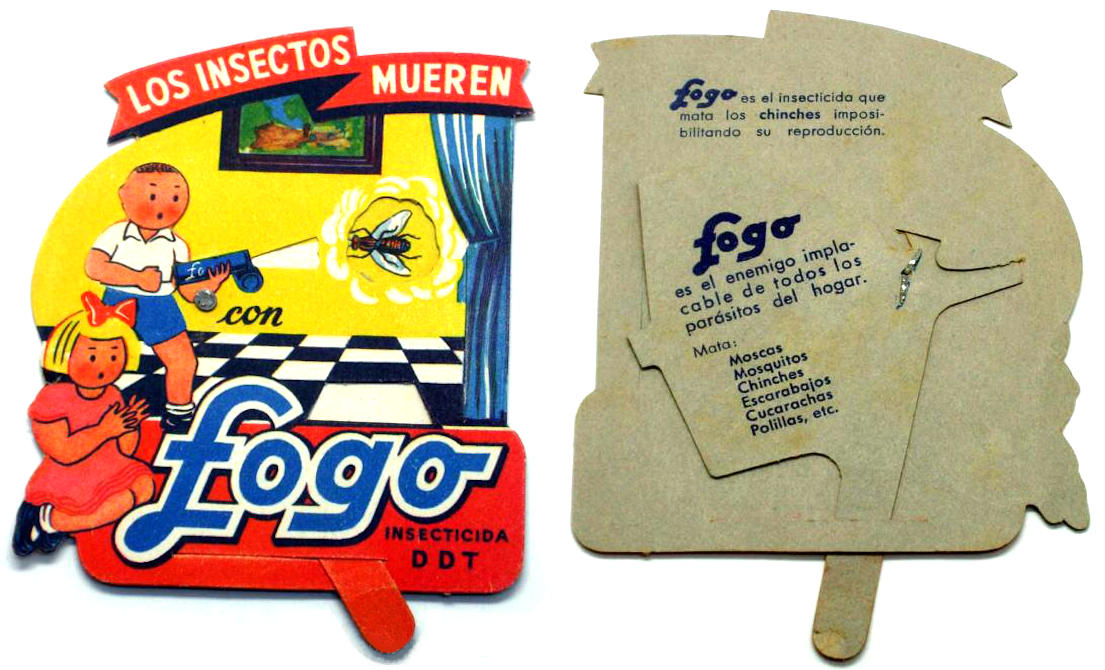 LOS INSECTOS
MUEREN
fo
con
fogo
INSECTICIDA
DDT
fogo es el insecticida que
mata los chinches imposi-
bilitando su reproducción.
fogo
es el enemigo impla-
cable de todos los
parásitos del hogar.
Mata:
Moscas
Mosquitos
Chinches
Escarabajos
Cucarachas
Polillas, etc.